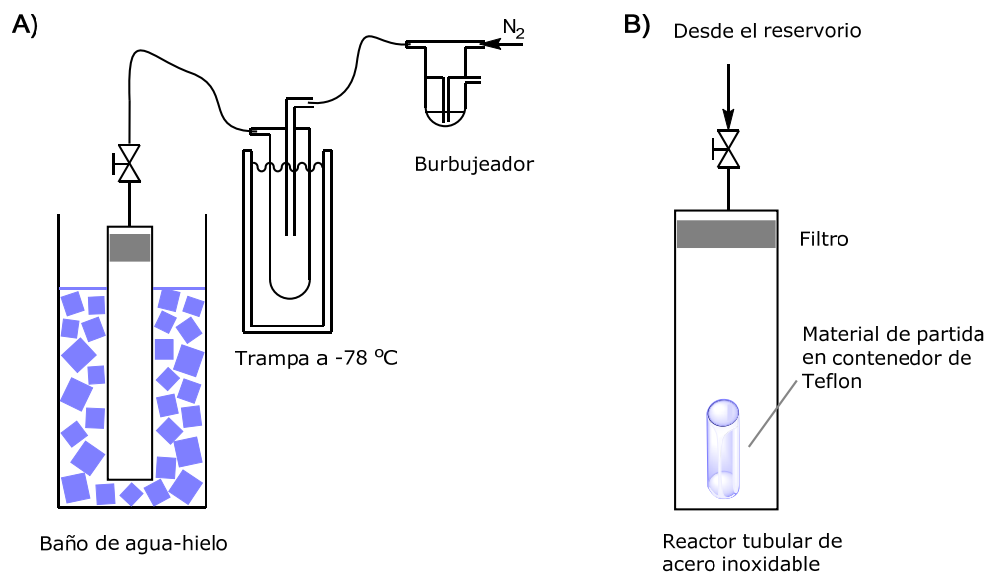 A)
N2
Burbujeador
Trampa a -78 ºC
Baño de agua-hielo
B)
Desde el reservorio
Filtro
Material de partida
en contenedor de
Teflon
Reactor tubular de
acero inoxidable